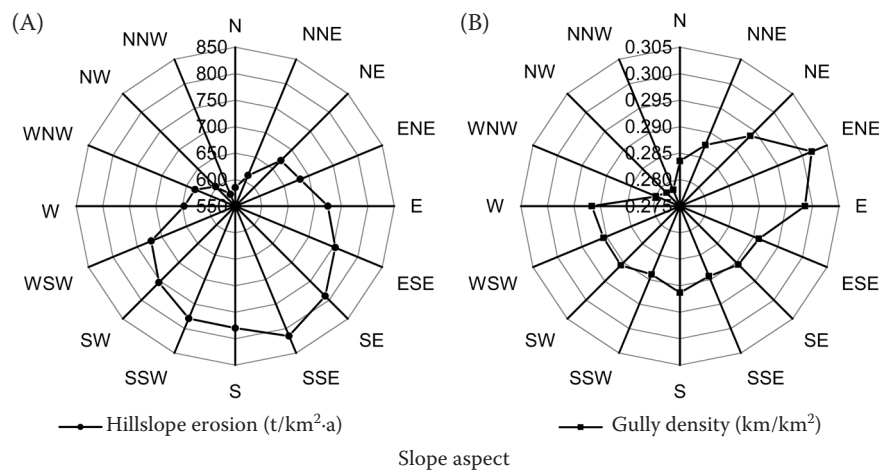 (A)
N
NNE
NE
ENE
E
ESE
SE
SSE
S
SSW
SW
WSW
W
WNW
NW
NNW
850
800
750
700
650
600
550
Hillslope erosion (t/km²·a)
(B)
N
NNE
NE
ENE
E
ESE
SE
SSE
S
SSW
SW
WSW
W
WNW
NW
NNW
0.305
0.300
0.295
0.290
0.285
0.280
0.275
Gully density (km/km²)
Slope aspect